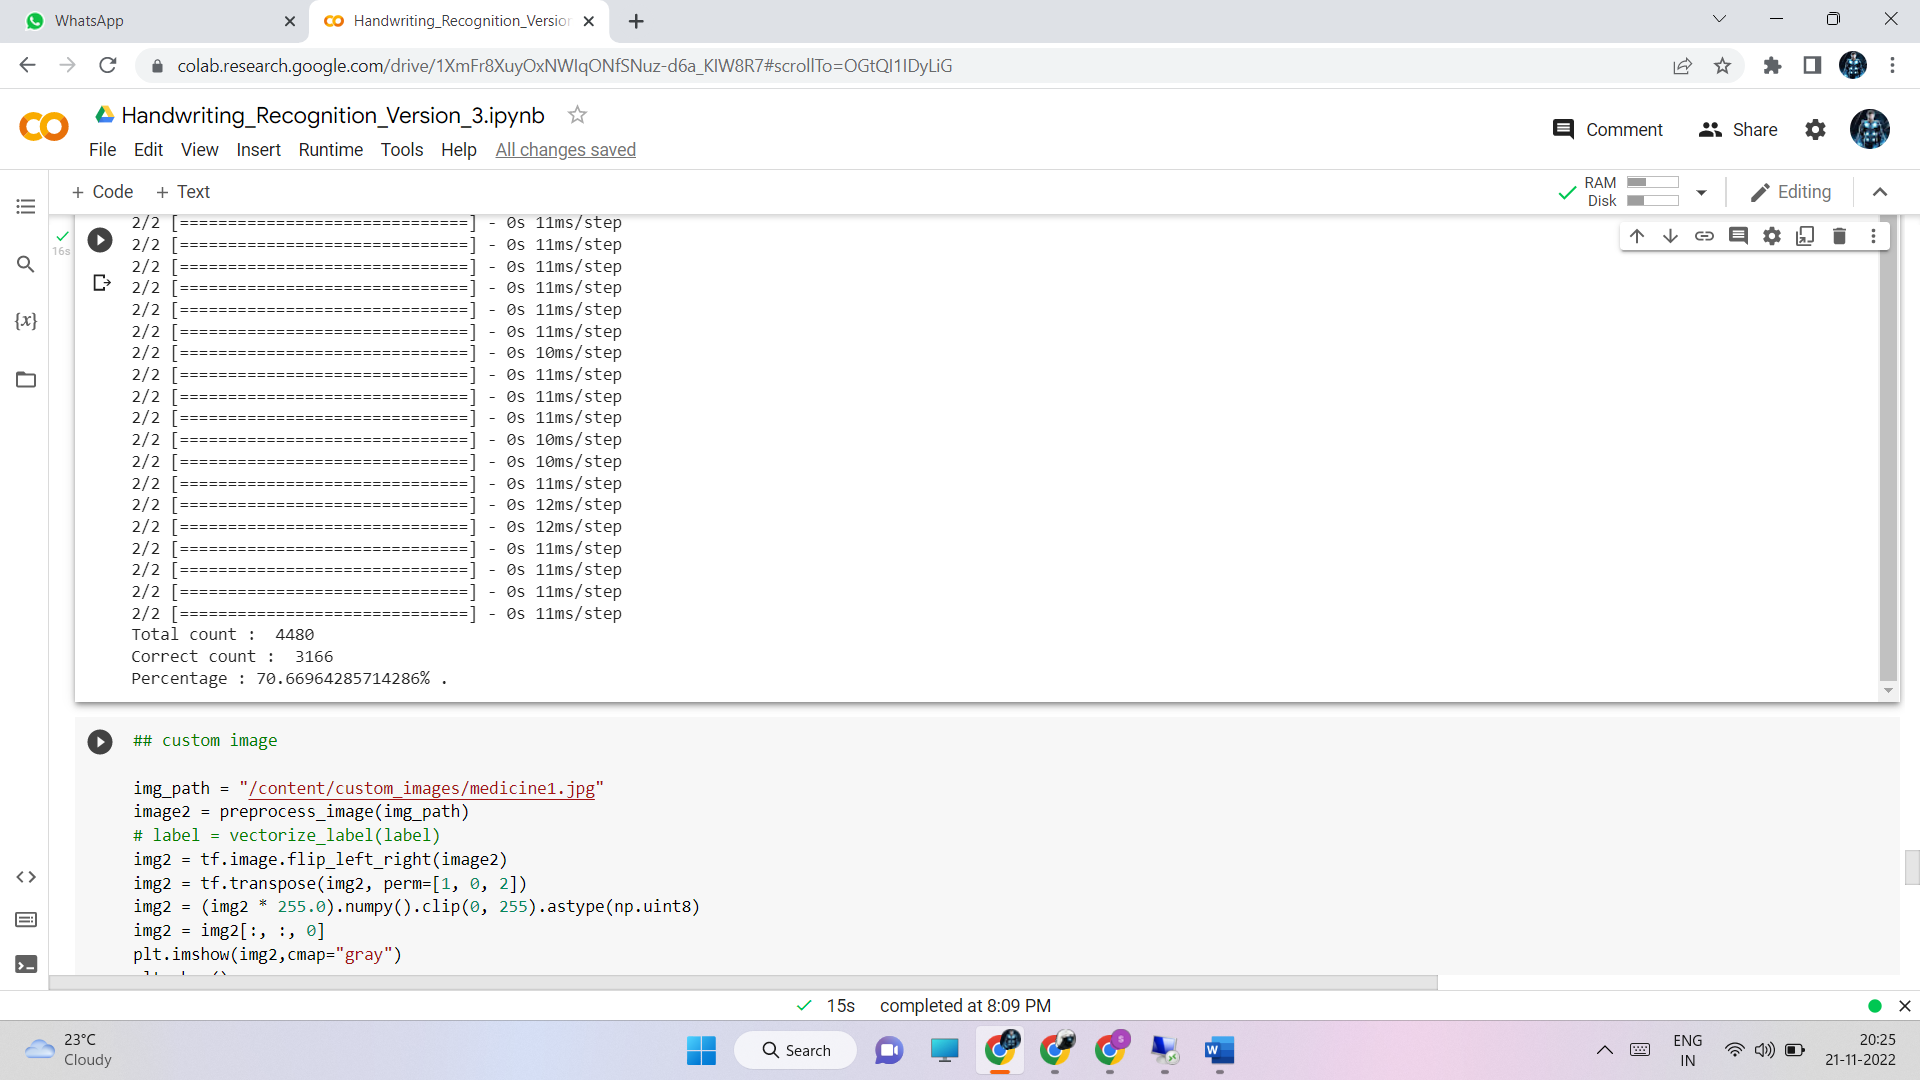 WhatsApp
Handwriting_Recognition_Version
colab.research.google.com/drive/1XmFr8XuyOxNWIqONfSNuz-d6a_KIW8R7#scrollTo=OGtQI1IDyLiG
Handwriting_Recognition_Version_3.ipynb
Comment Share
File Edit View Insert Runtime Tools Help All changes saved
+ Code + Text
RAM
Disk
Editing
16s
2/2 [==============================] - 0s 11ms/step
2/2 [==============================] - 0s 11ms/step
2/2 [==============================] - 0s 11ms/step
2/2 [==============================] - 0s 11ms/step
2/2 [==============================] - 0s 11ms/step
2/2 [==============================] - 0s 11ms/step
2/2 [==============================] - 0s 10ms/step
2/2 [==============================] - 0s 11ms/step
2/2 [==============================] - 0s 11ms/step
2/2 [==============================] - 0s 11ms/step
2/2 [==============================] - 0s 10ms/step
2/2 [==============================] - 0s 10ms/step
2/2 [==============================] - 0s 11ms/step
2/2 [==============================] - 0s 12ms/step
2/2 [==============================] - 0s 12ms/step
2/2 [==============================] - 0s 11ms/step
2/2 [==============================] - 0s 11ms/step
2/2 [==============================] - 0s 11ms/step
2/2 [==============================] - 0s 11ms/step
Total count :  4480
Correct count :  3166
Percentage : 70.66964285714286% .
## custom image
img_path = "/content/custom_images/medicine1.jpg"
image2 = preprocess_image(img_path)
# label = vectorize_label(label)
img2 = tf.image.flip_left_right(image2)
img2 = tf.transpose(img2, perm=[1, 0, 2])
img2 = (img2 * 255.0).numpy().clip(0, 255).astype(np.uint8)
img2 = img2[:, :, 0]
plt.imshow(img2,cmap="gray")
15s completed at 8:09 PM
23°C
Cloudy
Search
ENG
IN
20:25
21-11-2022